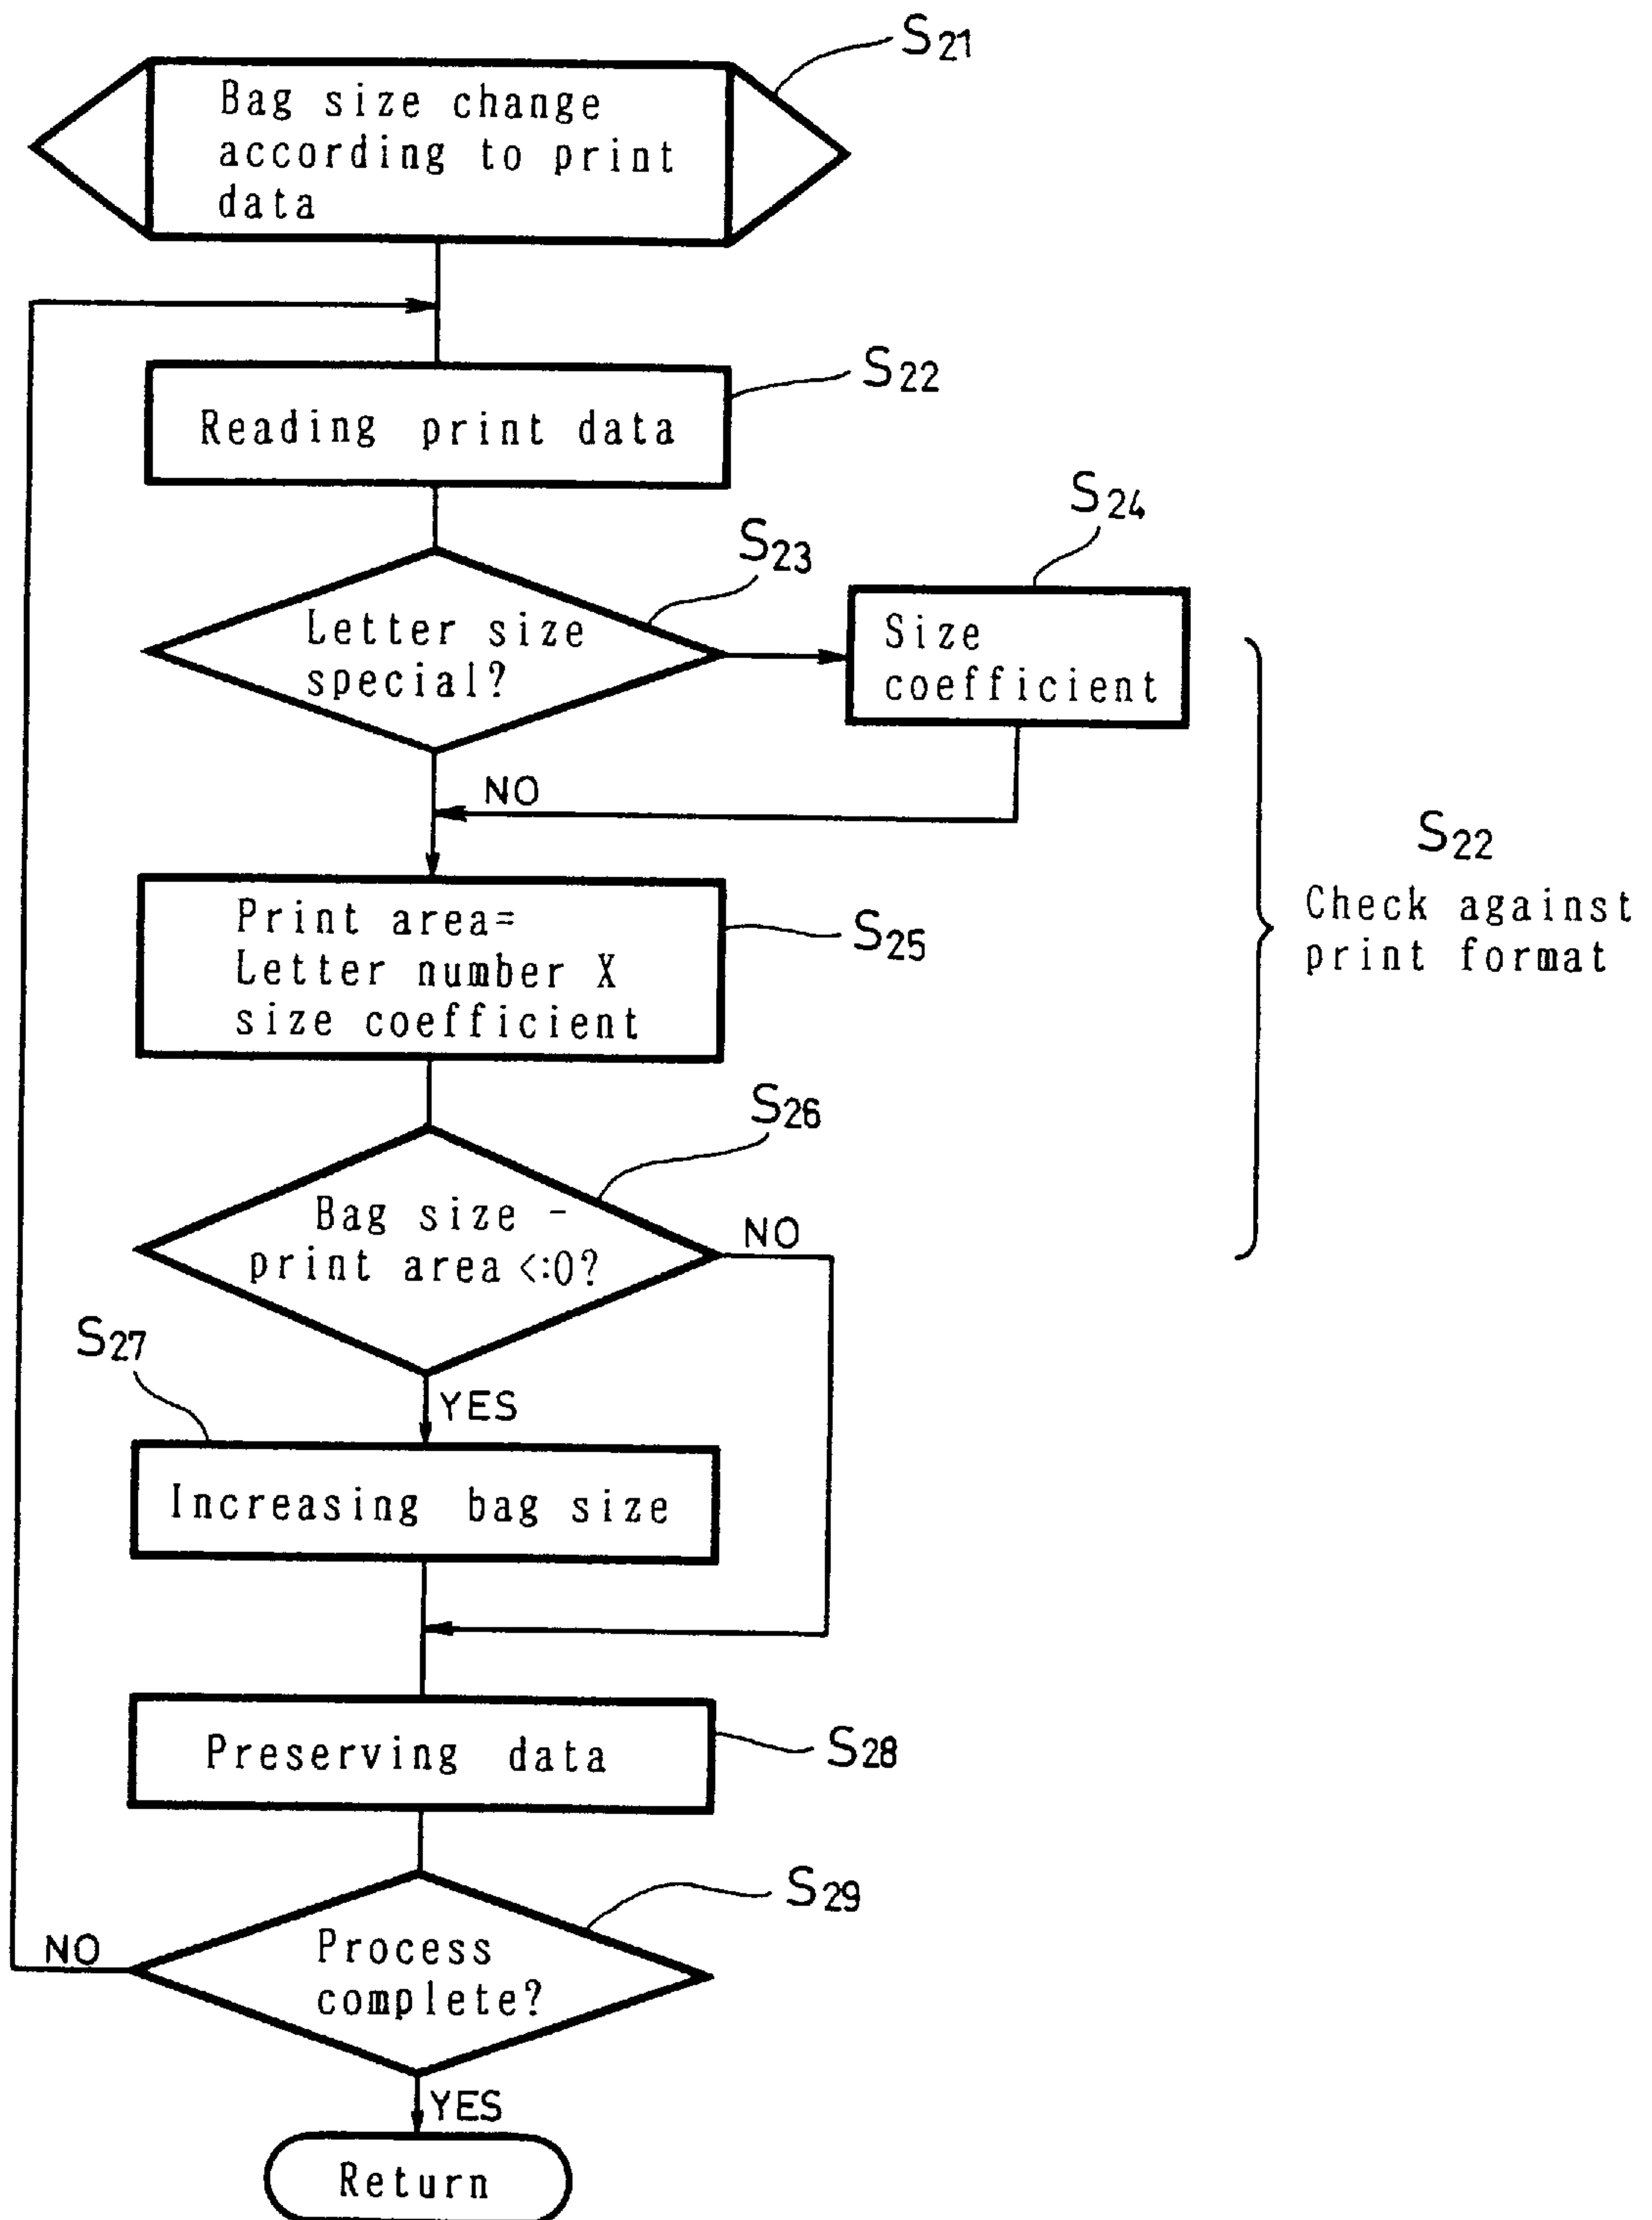 S21
Bag size change
according to print
data
S22
Reading print data
S23
Letter size
special?
S24
Size
coefficient
NO
S25
Print area=
Letter number X
size coefficient
S22
Check against
print format
S26
Bag size -
print area <:0?
NO
S27
YES
Increasing bag size
S28
Preserving data
S29
Process
complete?
NO
YES
Return